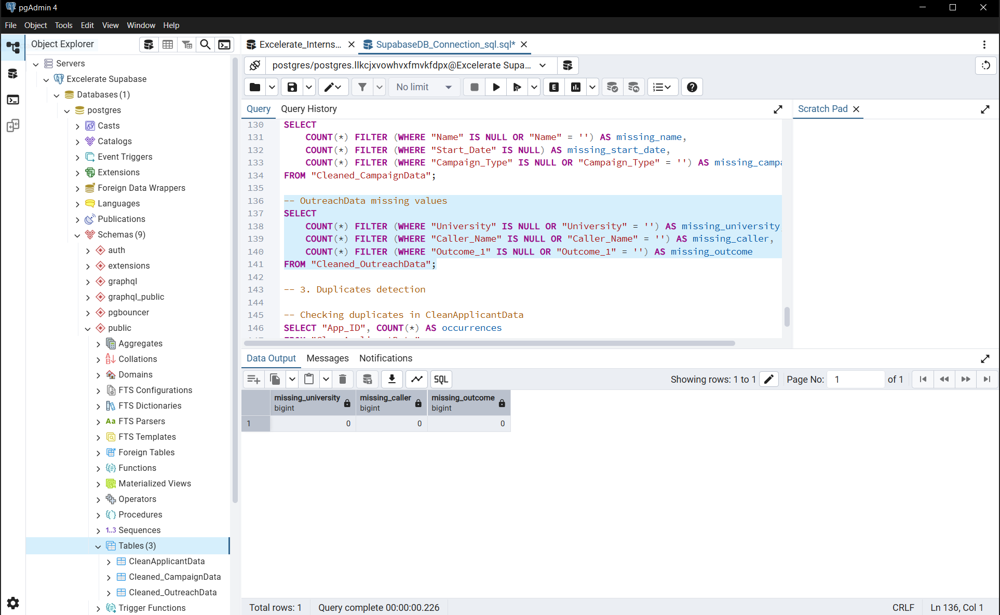 pgAdmin 4
File Object Tools Edit View Window Help
Object Explorer
Servers
Excelerate Supabase
Databases (1)
postgres
Casts
Catalogs
Event Triggers
Extensions
Foreign Data Wrappers
Languages
Publications
Schemas (9)
auth
extensions
graphql
graphql_public
pgbouncer
public
Aggregates
Collations
Domains
FTS Configurations
FTS Dictionaries
Aa FTS Parsers
FTS Templates
Foreign Tables
Functions
Materialized Views
Operators
Procedures
1..3 Sequences
Tables (3)
CleanApplicantData
Cleaned_CampaignData
Cleaned_OutreachData
Trigger Functions
Excelerate_Interns... SupabaseDB_Connection_sql.sql*
postgres/postgres.llkcjxvowhvxfmvkfdpx@Excelerate Supa...
No limit E
Query Query History
130 SELECT
131 COUNT(*) FILTER (WHERE "Name" IS NULL OR "Name" = '') AS missing_name,
132 COUNT(*) FILTER (WHERE "Start_Date" IS NULL) AS missing_start_date,
133 COUNT(*) FILTER (WHERE "Campaign_Type" IS NULL OR "Campaign_Type" = '') AS missing_campa
134 FROM "Cleaned_CampaignData";
135
136 -- OutreachData missing values
137 SELECT
138 COUNT(*) FILTER (WHERE "University" IS NULL OR "University" = '') AS missing_university
139 COUNT(*) FILTER (WHERE "Caller_Name" IS NULL OR "Caller_Name" = '') AS missing_caller,
140 COUNT(*) FILTER (WHERE "Outcome_1" IS NULL OR "Outcome_1" = '') AS missing_outcome
141 FROM "Cleaned_OutreachData";
142
143 -- 3. Duplicates detection
144
145 -- Checking duplicates in CleanApplicantData
146 SELECT "App_ID", COUNT(*) AS occurrences
Scratch Pad
Data Output Messages Notifications
SQL Showing rows: 1 to 1 Page No: 1 of 1
missing_university missing_caller missing_outcome
bigint bigint bigint
1 0 0 0
Total rows: 1 Query complete 00:00:00.226 CRLF Ln 136, Col 1